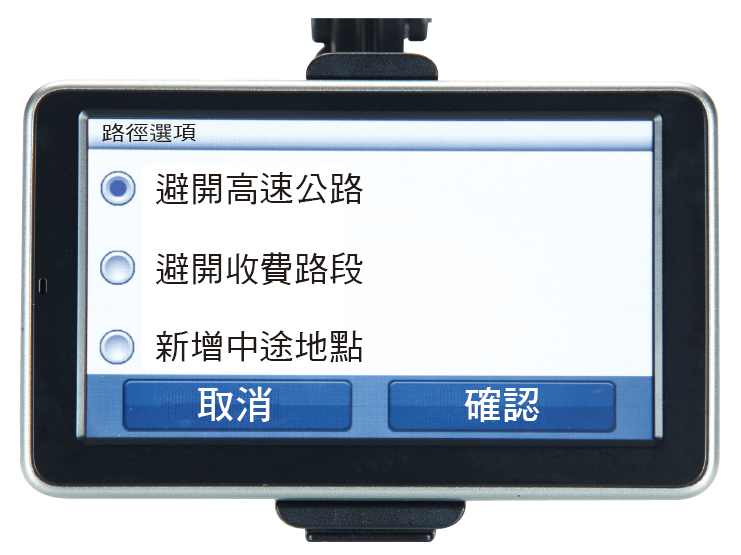 路徑選項
避開高速公路
避開收費路段
新增中途地點
取消
確認